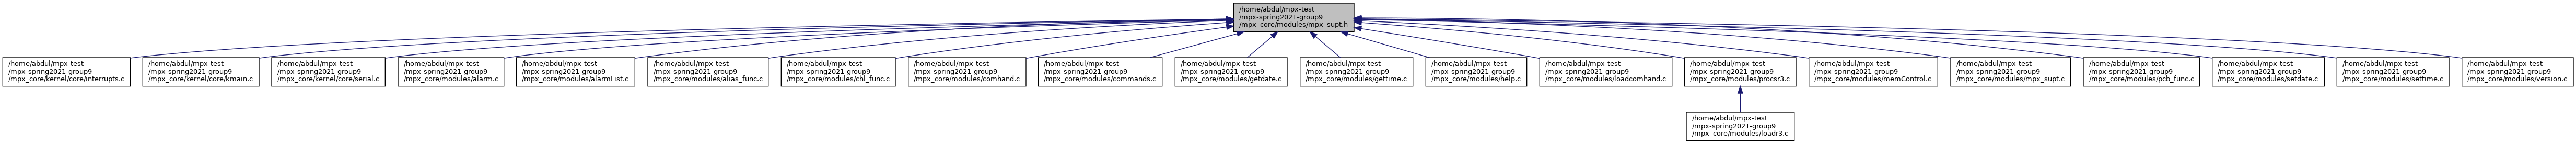 /home/abdul/mpx-test
/mpx-spring2021-group9
/mpx_core/modules/mpx_supt.h
/home/abdul/mpx-test
/mpx-spring2021-group9
/mpx_core/kernel/core/interrupts.c
/home/abdul/mpx-test
/mpx-spring2021-group9
/mpx_core/kernel/core/kmain.c
/home/abdul/mpx-test
/mpx-spring2021-group9
/mpx_core/kernel/core/serial.c
/home/abdul/mpx-test
/mpx-spring2021-group9
/mpx_core/modules/alarm.c
/home/abdul/mpx-test
/mpx-spring2021-group9
/mpx_core/modules/alarmList.c
/home/abdul/mpx-test
/mpx-spring2021-group9
/mpx_core/modules/alias_func.c
/home/abdul/mpx-test
/mpx-spring2021-group9
/mpx_core/modules/chl_func.c
/home/abdul/mpx-test
/mpx-spring2021-group9
/mpx_core/modules/comhand.c
/home/abdul/mpx-test
/mpx-spring2021-group9
/mpx_core/modules/commands.c
/home/abdul/mpx-test
/mpx-spring2021-group9
/mpx_core/modules/getdate.c
/home/abdul/mpx-test
/mpx-spring2021-group9
/mpx_core/modules/gettime.c
/home/abdul/mpx-test
/mpx-spring2021-group9
/mpx_core/modules/help.c
/home/abdul/mpx-test
/mpx-spring2021-group9
/mpx_core/modules/loadcomhand.c
/home/abdul/mpx-test
/mpx-spring2021-group9
/mpx_core/modules/procsr3.c
/home/abdul/mpx-test
/mpx-spring2021-group9
/mpx_core/modules/memControl.c
/home/abdul/mpx-test
/mpx-spring2021-group9
/mpx_core/modules/mpx_supt.c
/home/abdul/mpx-test
/mpx-spring2021-group9
/mpx_core/modules/pcb_func.c
/home/abdul/mpx-test
/mpx-spring2021-group9
/mpx_core/modules/setdate.c
/home/abdul/mpx-test
/mpx-spring2021-group9
/mpx_core/modules/settime.c
/home/abdul/mpx-test
/mpx-spring2021-group9
/mpx_core/modules/version.c
/home/abdul/mpx-test
/mpx-spring2021-group9
/mpx_core/modules/loadr3.c